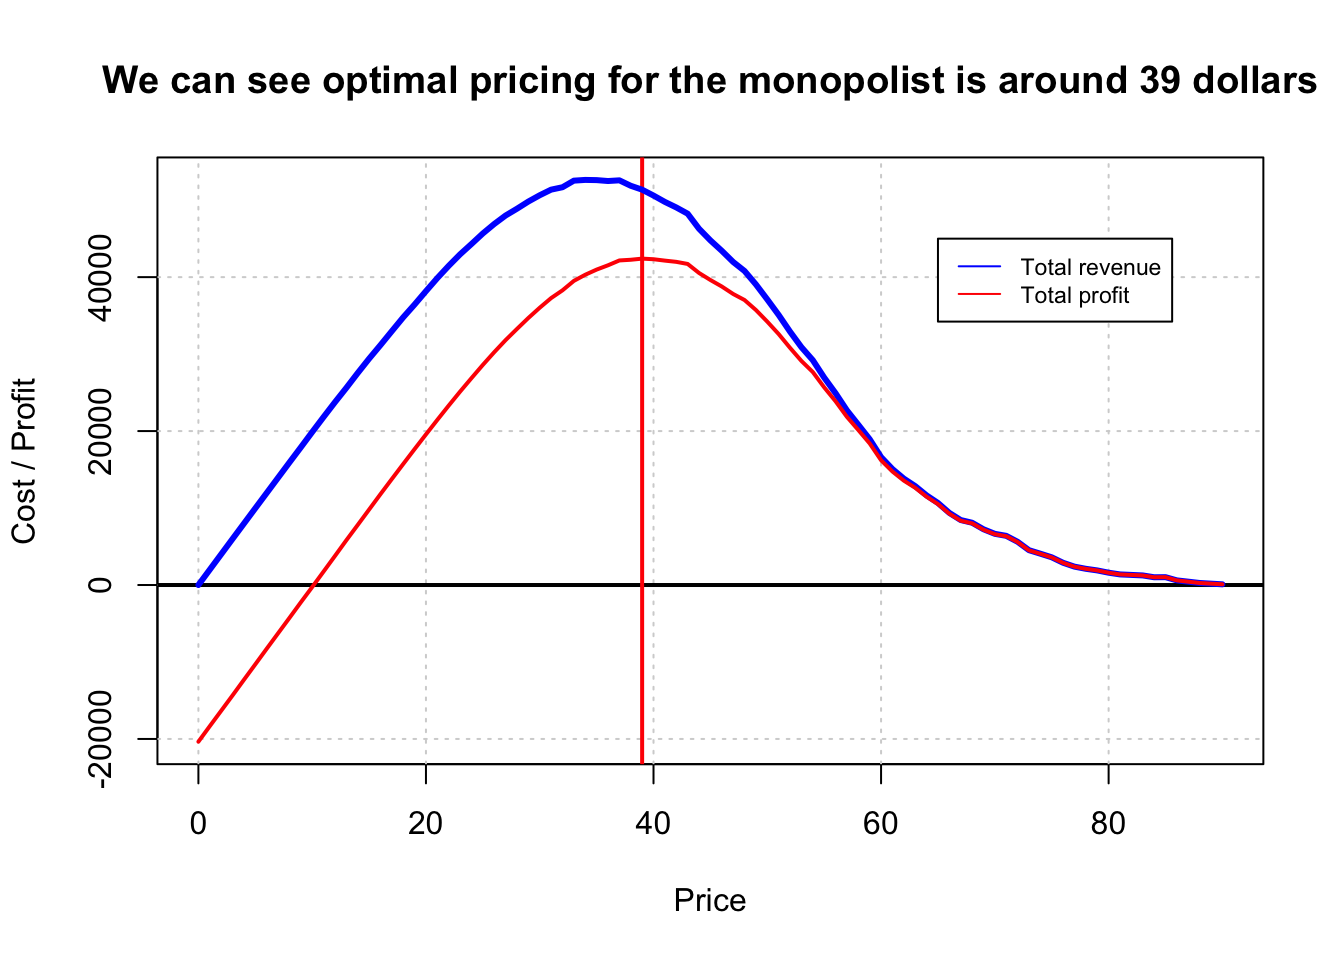 We can see optimal pricing for the monopolist is around 39 dollars
Cost / Profit
40000
20000
0
-20000
Total revenue
Total profit
0 20 40 60 80
Price